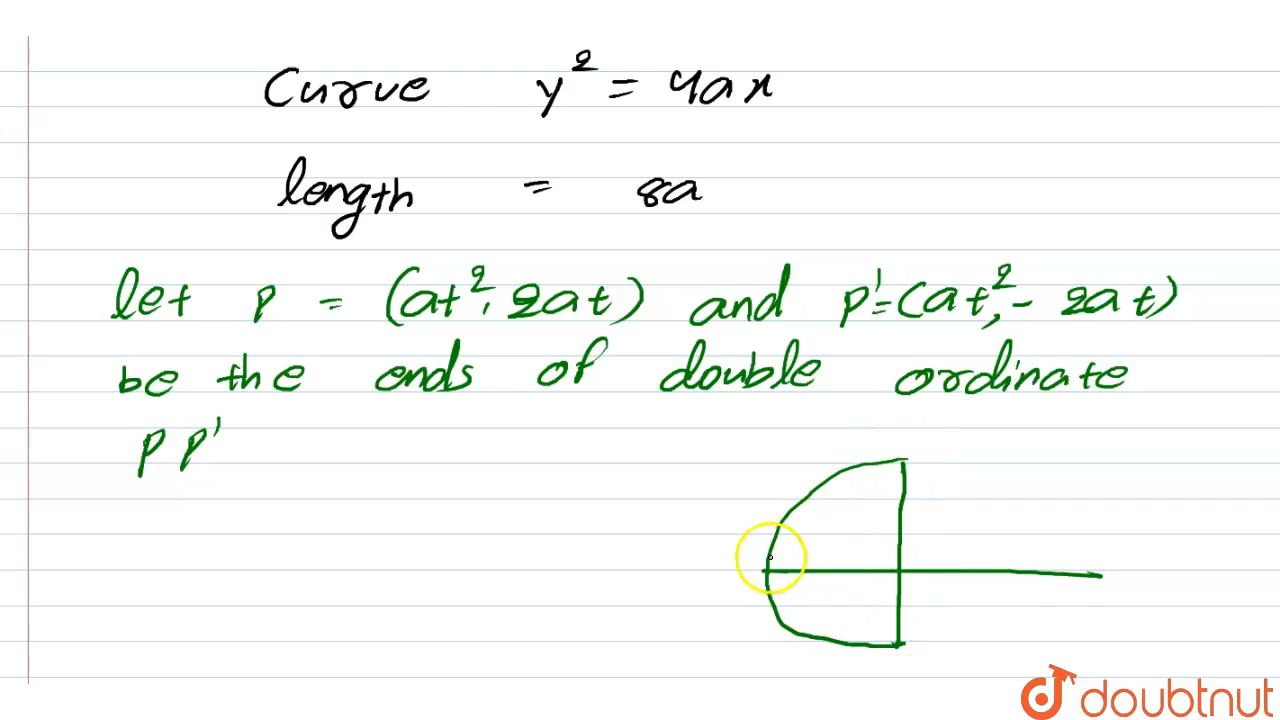 Curve y² = 4ax
length = 8a
let P = (at², 2at) and P'=(at², - 2at)
be the ends of double ordinate
PP'
doubtnut